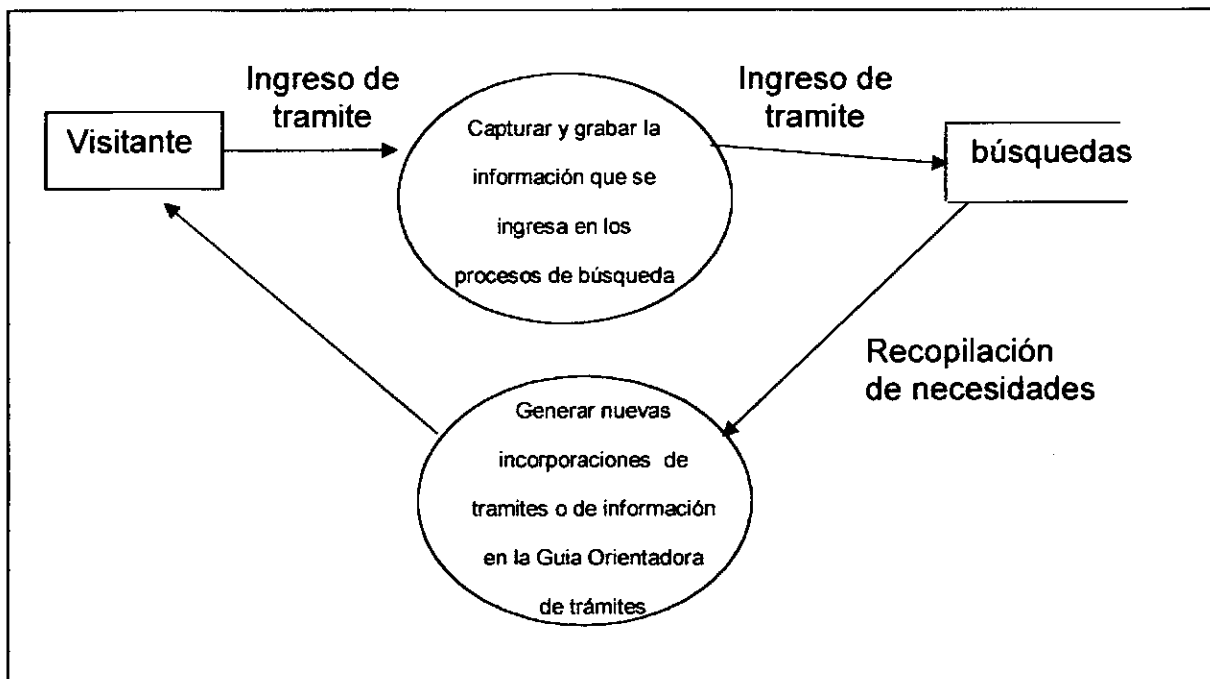 Visitante
Ingreso de
tramite
Capturar y grabar la
información que se
ingresa en los
procesos de búsqueda
Ingreso de
tramite
búsquedas
Recopilación
de necesidades
Generar nuevas
incorporaciones de
tramites o de información
en la Guia Orientadora
de trámites